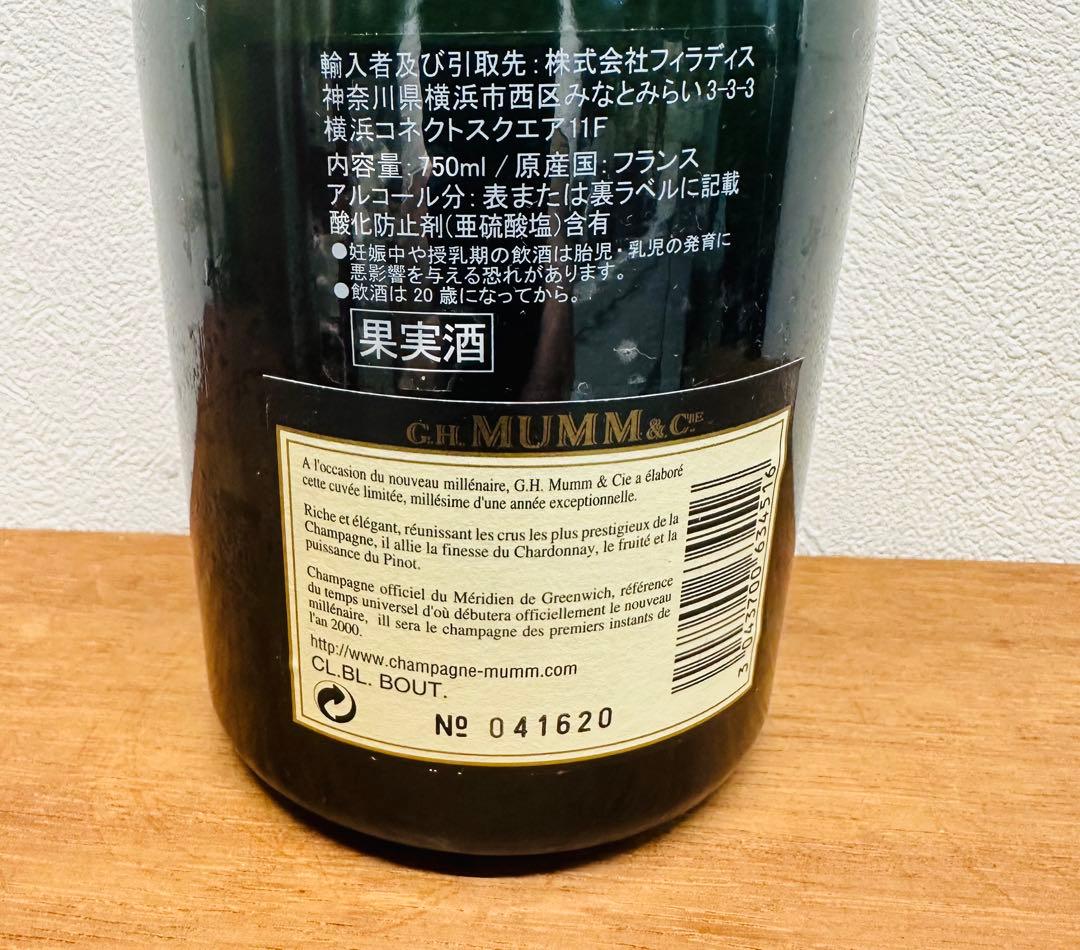 輸入者及び引取先：株式会社フィラディス
神奈川県横浜市西区みなとみらい3-3-3
横浜コネクトスクエア11F
内容量：750ml / 原産国：フランス
アルコール分：表または裏ラベルに記載
酸化防止剤(亜硫酸塩)含有
●妊娠中や授乳期の飲酒は胎児・乳児の発育に
悪影響を与える恐れがあります。
●飲酒は20歳になってから。
果実酒
G.H. MUMM & CIE
A l'occasion du nouveau millénaire, G.H. Mumm & Cie a élaboré
cette cuvée limitée, millésime d'une année exceptionnelle.
Riche et élégant, réunissant les crus les plus prestigieux de la
Champagne, il allie la finesse du Chardonnay, le fruité et la
puissance du Pinot.
Champagne officiel du Méridien de Greenwich, référence
du temps universel d'où débutera officiellement le nouveau
millénaire, ill sera le champagne des premiers instants de
l'an 2000.
http://www.champagne-mumm.com
CL.BL. BOUT.
Nº 041620
3 043700 634516